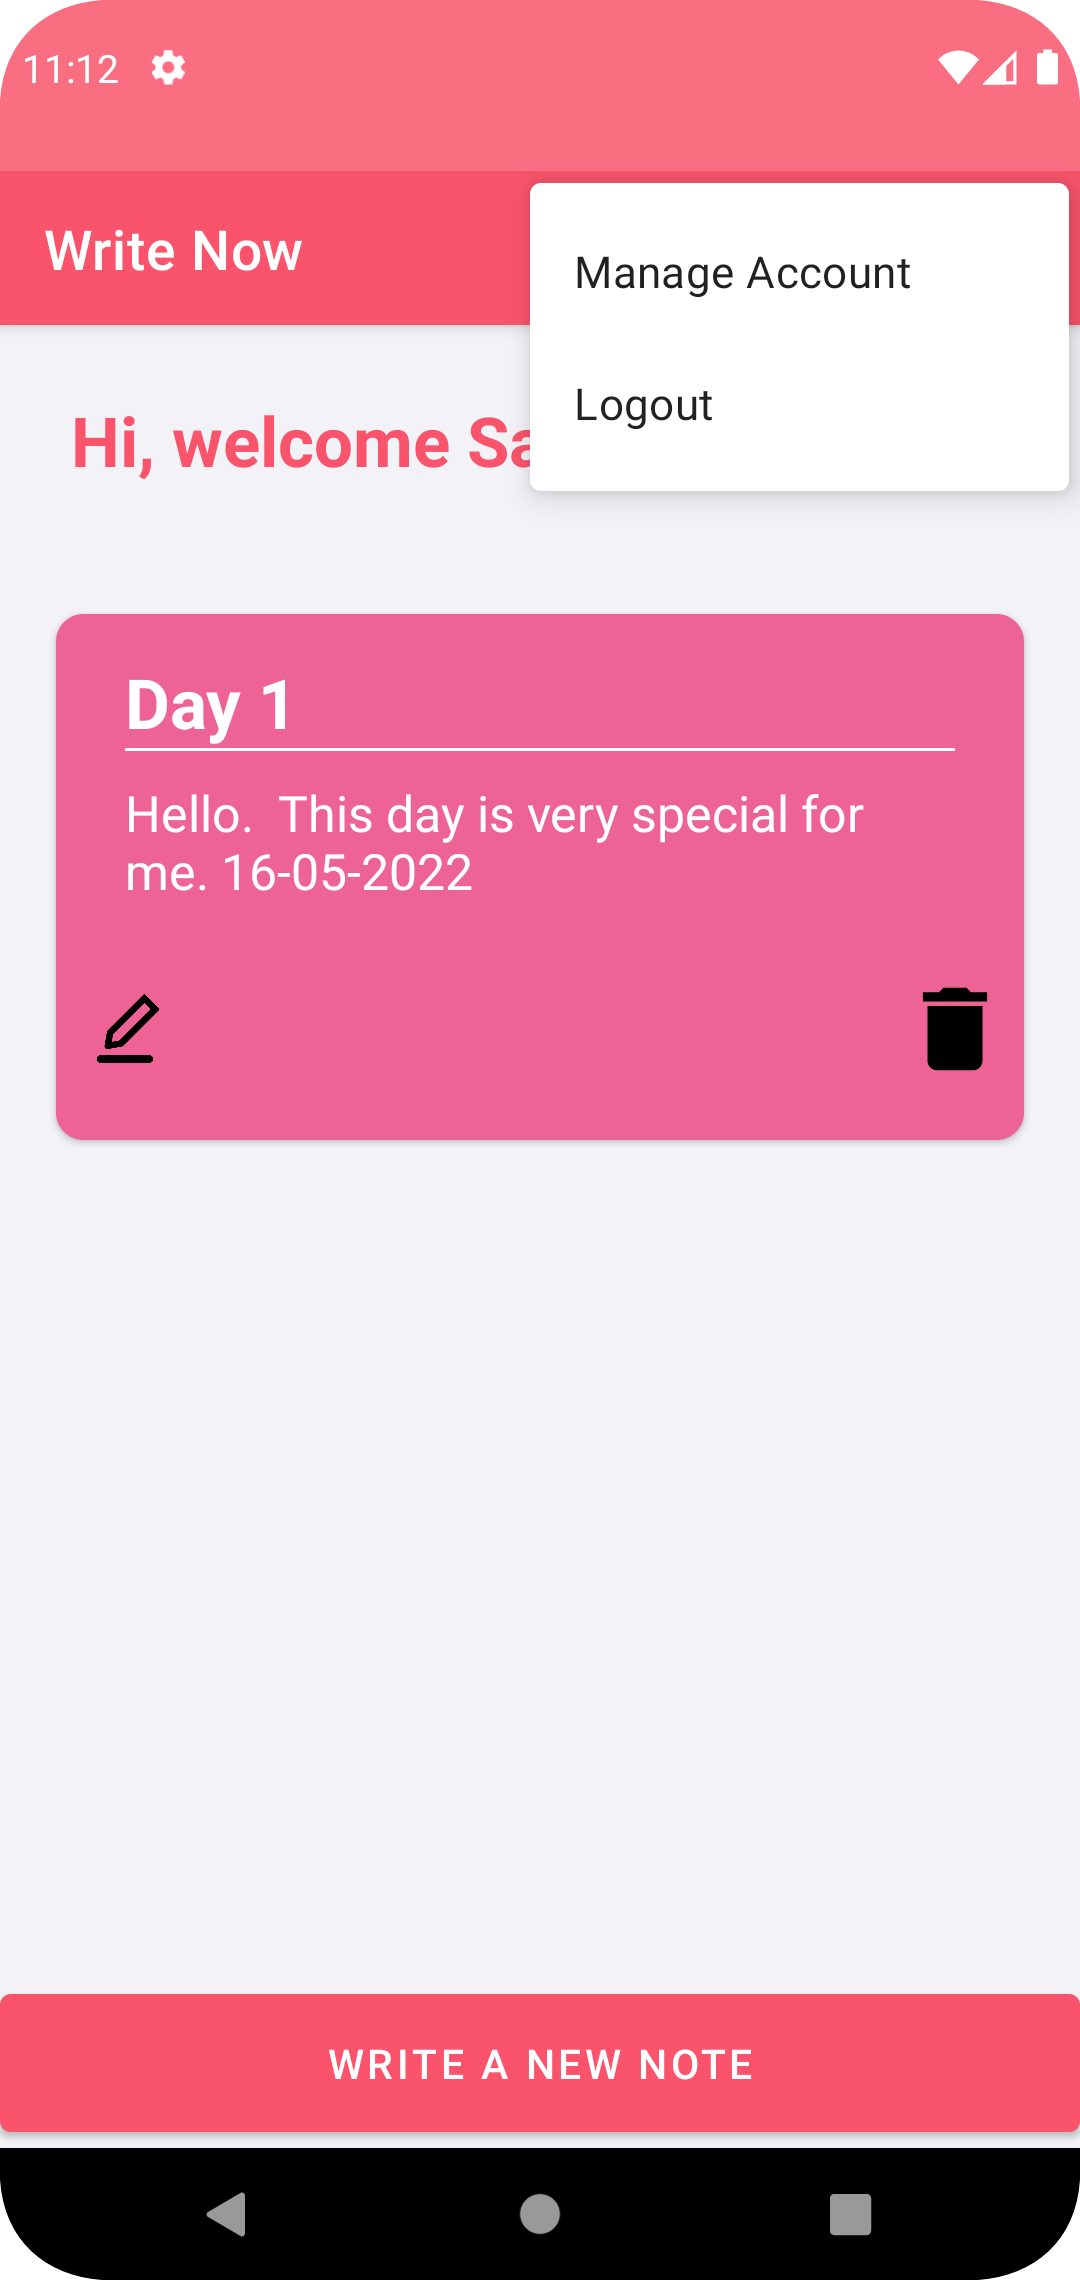 11:12
Write Now
Manage Account
Logout
Hi, welcome
Day 1
Hello.  This day is very special for
me. 16-05-2022
WRITE A NEW NOTE